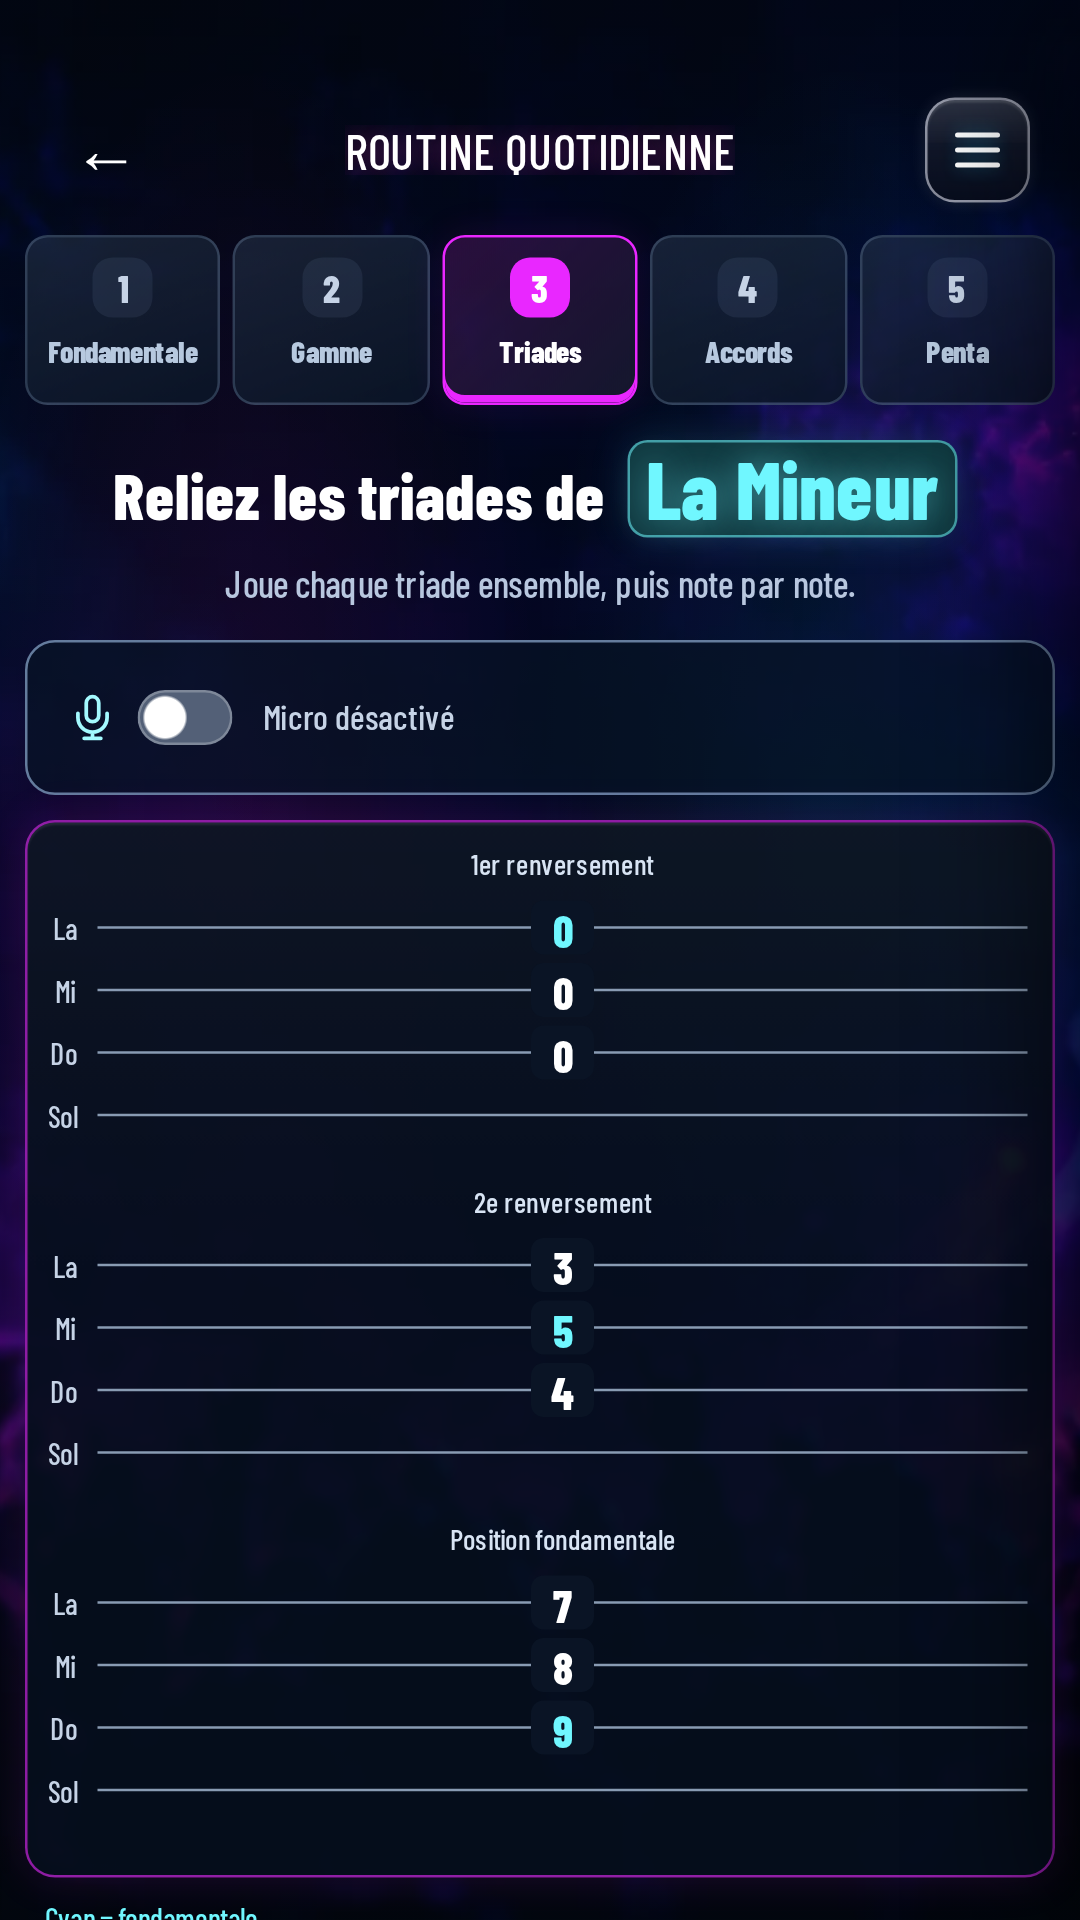 ←
ROUTINE QUOTIDIENNE
1
Fondamentale
2
Gamme
3
Triades
4
Accords
5
Penta
Reliez les triades de La Mineur
Joue chaque triade ensemble, puis note par note.
Micro désactivé
1er renversement
La 0
Mi 0
Do 0
Sol
2e renversement
La 3
Mi 5
Do 4
Sol
Position fondamentale
La 7
Mi 8
Do 9
Sol
Cyan = fondamentale